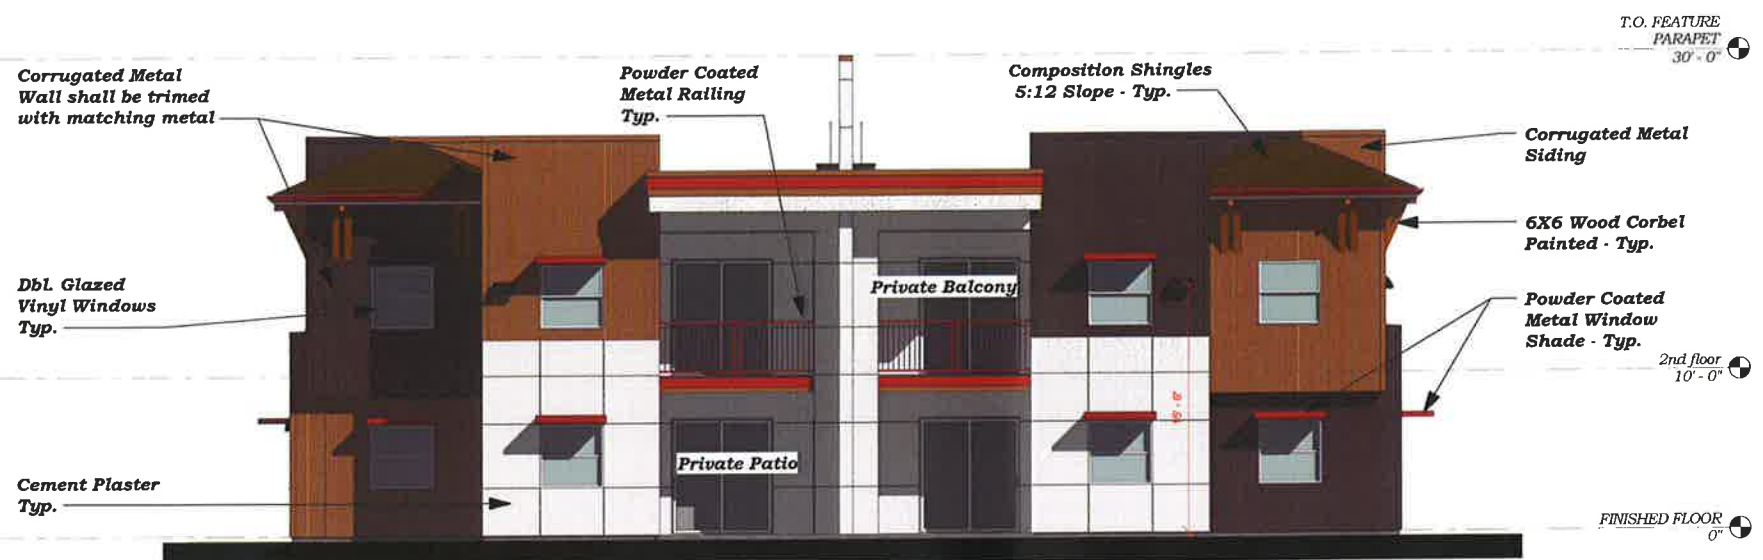 T.O. FEATURE
PARAPET
30' - 0"
Corrugated Metal
Wall shall be trimed
with matching metal
Powder Coated
Metal Railing
Typ.
Composition Shingles
5:12 Slope - Typ.
Corrugated Metal
Siding
6X6 Wood Corbel
Painted - Typ.
Dbl. Glazed
Vinyl Windows
Typ.
Private Balcony
Powder Coated
Metal Window
Shade - Typ.
2nd floor
10' - 0"
Private Patio
Cement Plaster
Typ.
FINISHED FLOOR
0"